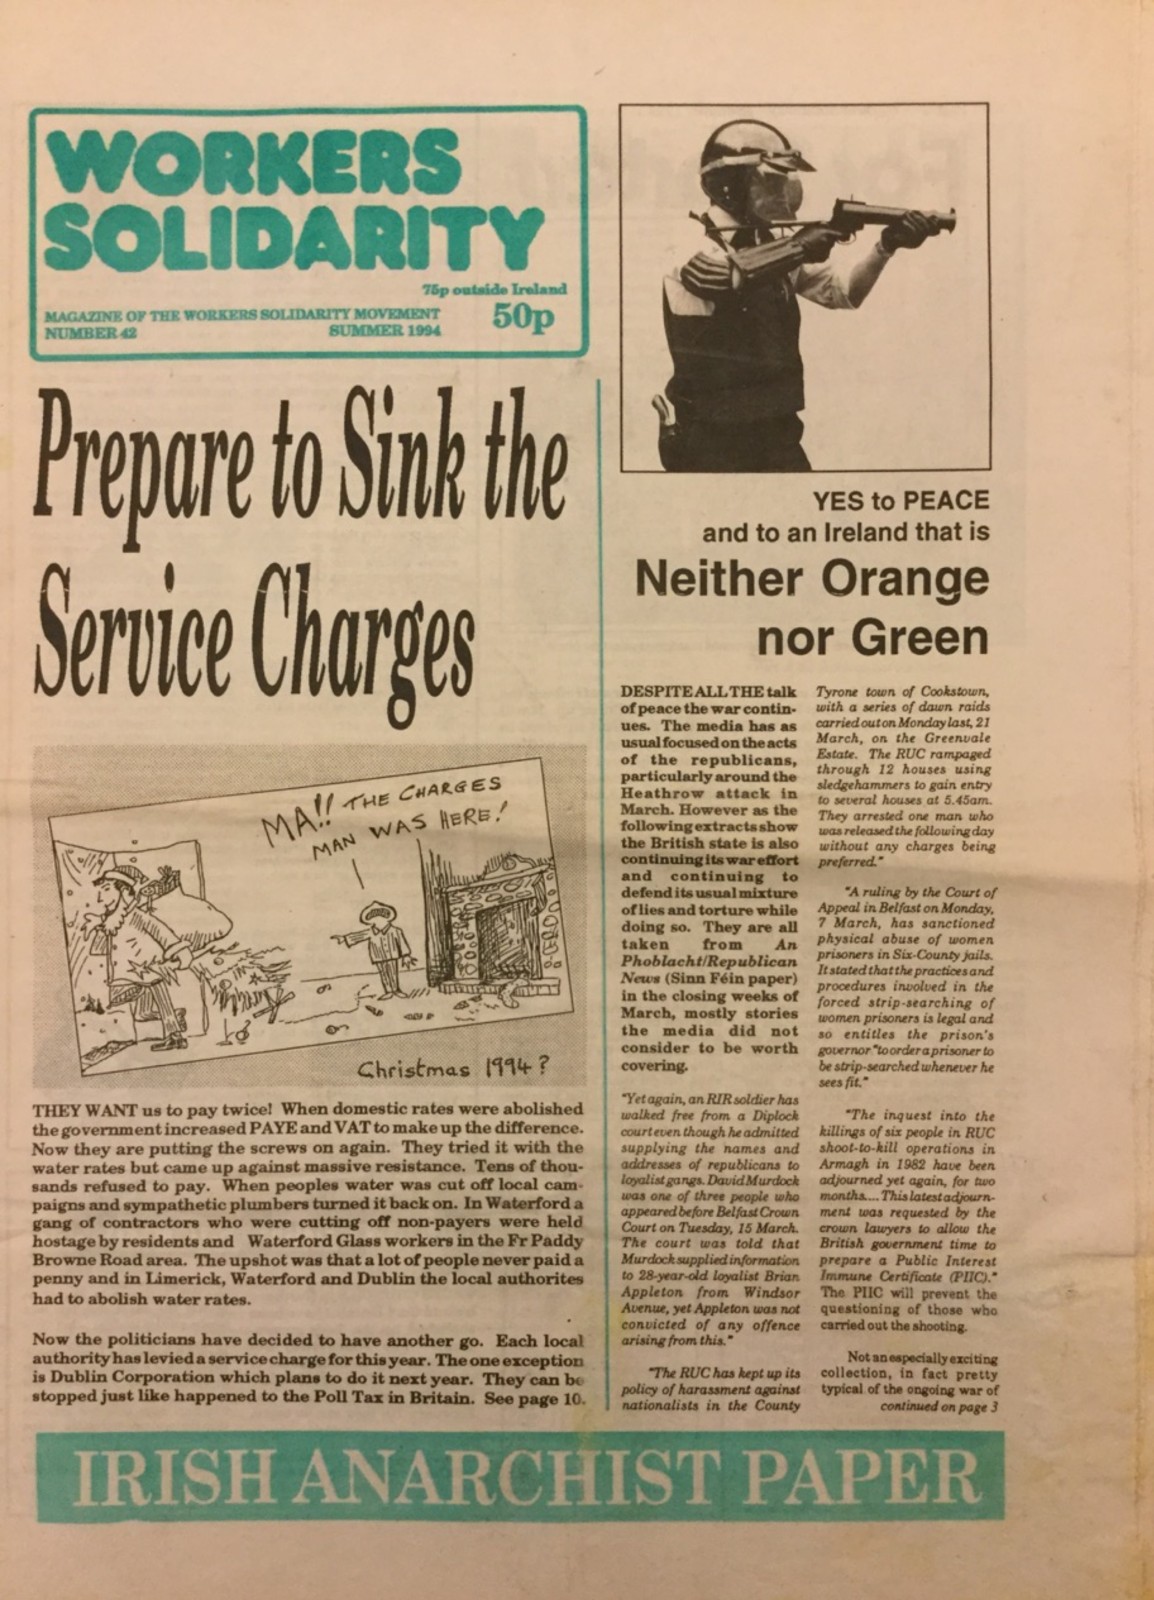 WORKERS
SOLIDARITY
75p outside Ireland
MAGAZINE OF THE WORKERS SOLIDARITY MOVEMENT
50p
NUMBER 42
SUMMER 1994
Prepare to Sink the
Service Charges
MA!! THE CHARGES
MAN WAS HERE!
Christmas 1994?
THEY WANT us to pay twice! When domestic rates were abolished
the government increased PAYE and VAT to make up the difference.
Now they are putting the screws on again. They tried it with the
water rates but came up against massive resistance. Tens of thou-
sands refused to pay. When peoples water was cut off local cam-
paigns and sympathetic plumbers turned it back on. In Waterford a
gang of contractors who were cutting off non-payers were held
hostage by residents and Waterford Glass workers in the Fr Paddy
Browne Road area. The upshot was that a lot of people never paid a
penny and in Limerick, Waterford and Dublin the local authorites
had to abolish water rates.
Now the politicians have decided to have another go. Each local
authority has levied a service charge for this year. The one exception
is Dublin Corporation which plans to do it next year. They can be
stopped just like happened to the Poll Tax in Britain. See page 10.
YES to PEACE
and to an Ireland that is
Neither Orange
nor Green
DESPITE ALL THE talk
of peace the war contin-
ues. The media has as
usual focused on the acts
of the republicans,
particularly around the
Heathrow attack in
March. However as the
following extracts show
the British state is also
continuing its war effort
and continuing to
defend its usual mixture
of lies and torture while
doing so. They are all
taken from An
Phoblacht/Republican
News (Sinn Féin paper)
in the closing weeks of
March, mostly stories
the media did not
consider to be worth
covering.
"Yet again, an RIR soldier has
walked free from a Diplock
court even though he admitted
supplying the names and
addresses of republicans to
loyalist gangs. David Murdock
was one of three people who
appeared before Belfast Crown
Court on Tuesday, 15 March.
The court was told that
Murdock supplied information
to 28-year-old loyalist Brian
Appleton from Windsor
Avenue, yet Appleton was not
convicted of any offence
arising from this."
"The RUC has kept up its
policy of harassment against
nationalists in the County
Tyrone town of Cookstown,
with a series of dawn raids
carried out on Monday last, 21
March, on the Greenvale
Estate. The RUC rampaged
through 12 houses using
sledgehammers to gain entry
to several houses at 5.45am.
They arrested one man who
was released the following day
without any charges being
preferred."
"A ruling by the Court of
Appeal in Belfast on Monday,
7 March, has sanctioned
physical abuse of women
prisoners in Six-County jails.
It stated that the practices and
procedures involved in the
forced strip-searching of
women prisoners is legal and
so entitles the prison's
governor "to order a prisoner to
be strip-searched whenever he
sees fit."
"The inquest into the
killings of six people in RUC
shoot-to-kill operations in
Armagh in 1982 have been
adjourned yet again, for two
months.... This latest adjourn-
ment was requested by the
crown lawyers to allow the
British government time to
prepare a Public Interest
Immune Certificate (PIIC)."
The PIIC will prevent the
questioning of those who
carried out the shooting.
Not an especially exciting
collection, in fact pretty
typical of the ongoing war of
continued on page 3
IRISH ANARCHIST PAPER